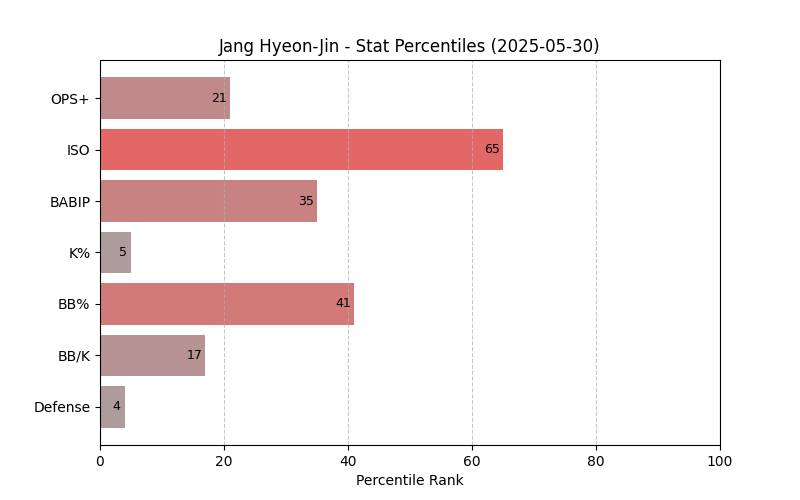 Jang Hyeon-Jin - Stat Percentiles (2025-05-30)
OPS+ 21
ISO 65
BABIP 35
K% 5
BB% 41
BB/K 17
Defense 4
0 20 40 60 80 100
Percentile Rank